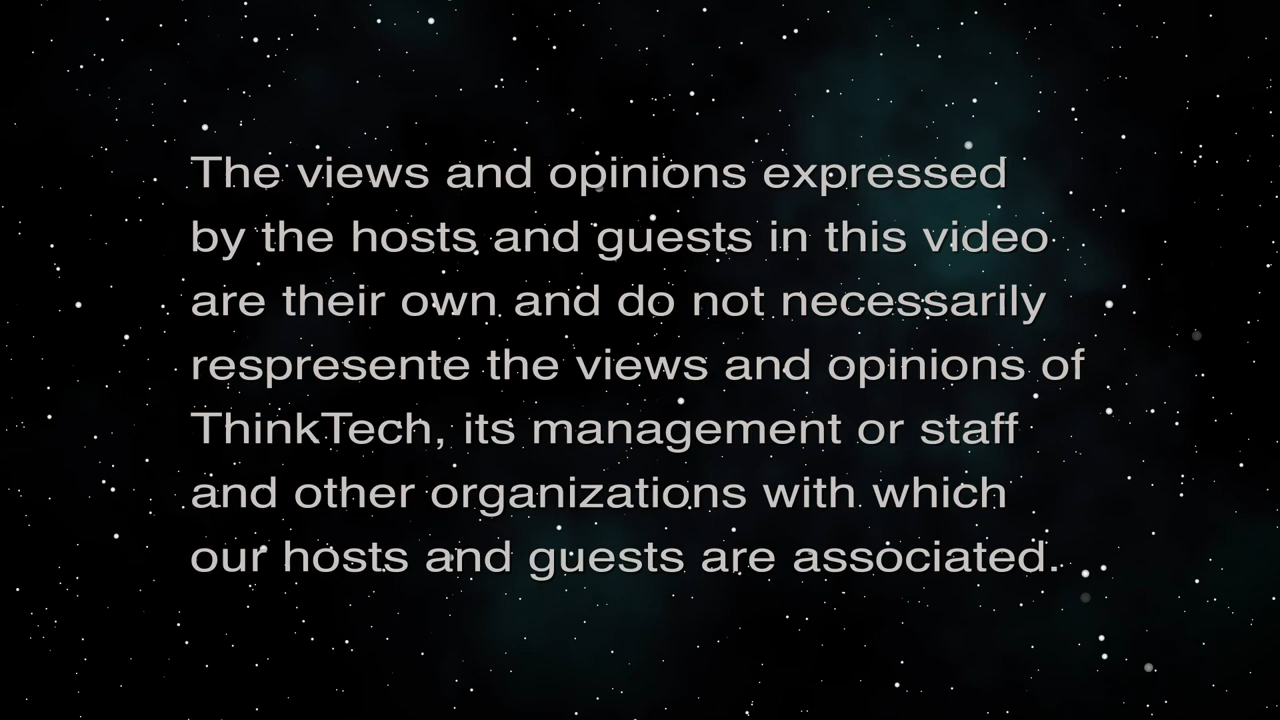 The views and opinions expressed
by the hosts and guests in this video
are their own and do not necessarily
respresente the views and opinions of
ThinkTech, its management or staff
and other organizations with which
our hosts and guests are associated.